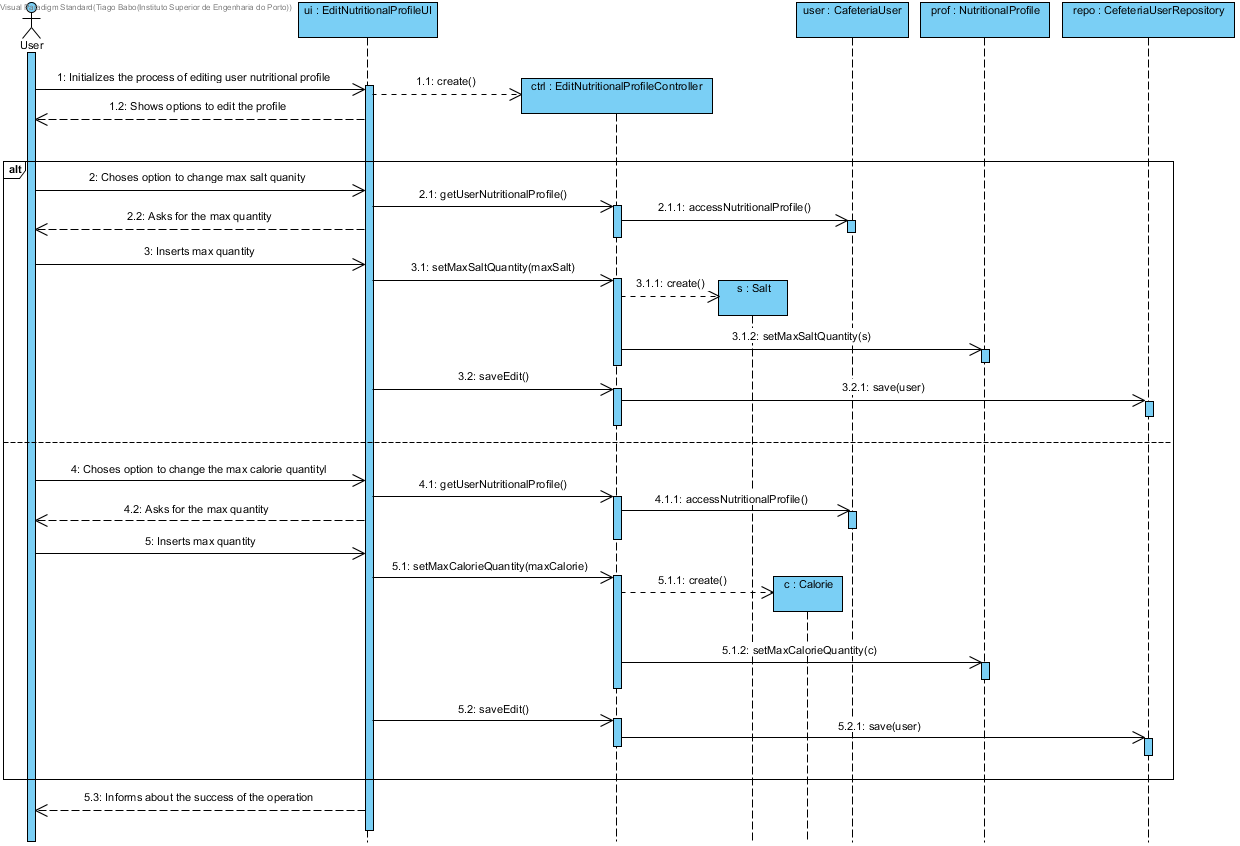 Visual Paradigm Standard(Tiago Babo(Instituto Superior de Engenharia do Porto))
ui : EditNutritionalProfileUI
user : CafeteriaUser
prof : NutritionalProfile
repo : CefeteriaUserRepository
User
1: Initializes the process of editing user nutritional profile
1.1: create()
ctrl : EditNutritionalProfileController
1.2: Shows options to edit the profile
alt
2: Choses option to change max salt quanity
2.1: getUserNutritionalProfile()
2.1.1: accessNutritionalProfile()
2.2: Asks for the max quantity
3: Inserts max quantity
3.1: setMaxSaltQuantity(maxSalt)
3.1.1: create()
s : Salt
3.1.2: setMaxSaltQuantity(s)
3.2: saveEdit()
3.2.1: save(user)
4: Choses option to change the max calorie quantityl
4.1: getUserNutritionalProfile()
4.1.1: accessNutritionalProfile()
4.2: Asks for the max quantity
5: Inserts max quantity
5.1: setMaxCalorieQuantity(maxCalorie)
5.1.1: create()
c : Calorie
5.1.2: setMaxCalorieQuantity(c)
5.2: saveEdit()
5.2.1: save(user)
5.3: Informs about the success of the operation